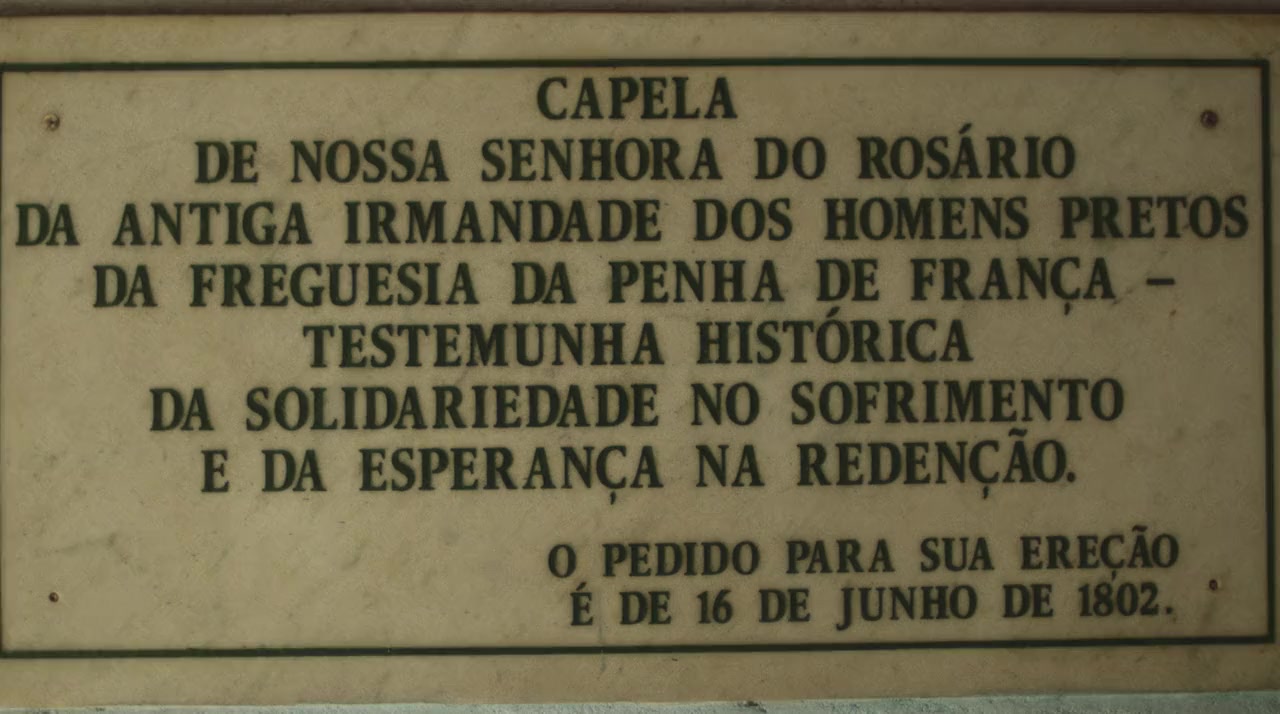 CAPELA
DE NOSSA SENHORA DO ROSÁRIO
DA ANTIGA IRMANDADE DOS HOMENS PRETOS
DA FREGUESIA DA PENHA DE FRANÇA –
TESTEMUNHA HISTÓRICA
DA SOLIDARIEDADE NO SOFRIMENTO
E DA ESPERANÇA NA REDENÇÃO.
O PEDIDO PARA SUA EREÇÃO
É DE 16 DE JUNHO DE 1802.